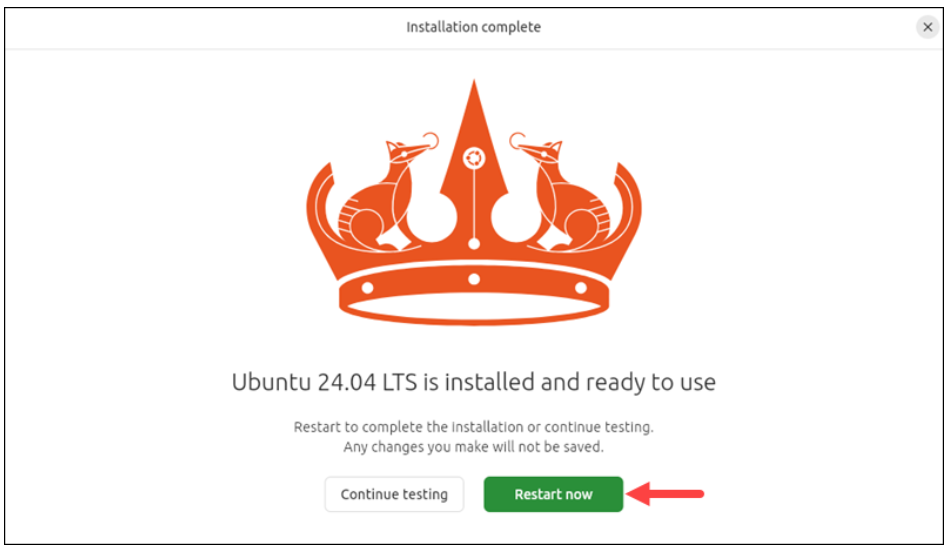 Installation complete
Ubuntu 24.04 LTS is installed and ready to use
Restart to complete the installation or continue testing.
Any changes you make will not be saved.
Continue testing
Restart now